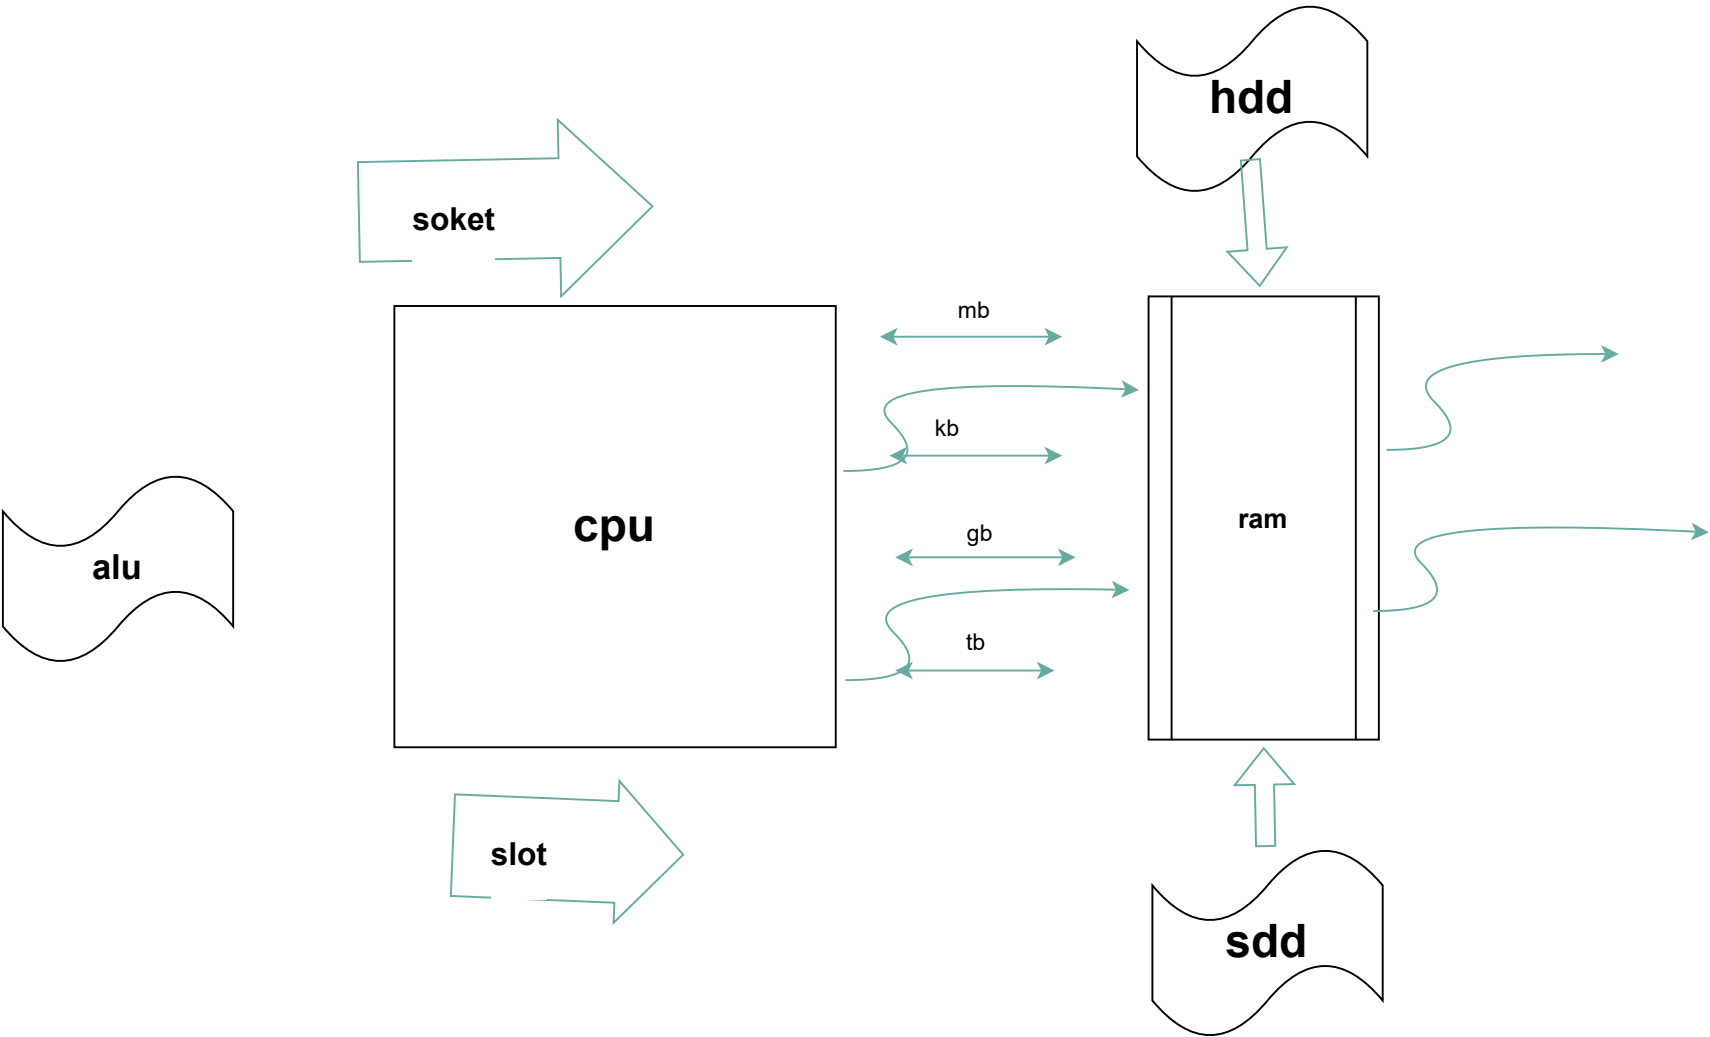 hdd
soket
mb
kb
cpu
ram
gb
alu
tb
slot
sdd